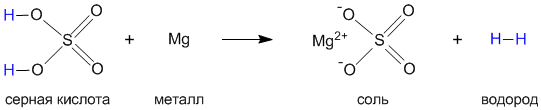 H O O S H O O + Mg → Mg2+ -O O S -O O + H-H
серная кислота металл соль водород